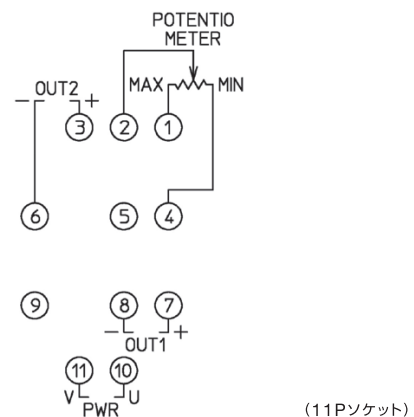 POTENTIO
METER
MAX MIN
− OUT2 +
3 2 1
6 5 4
9 8 7
− OUT1 +
11 10
V PWR U
(11Pソケット)